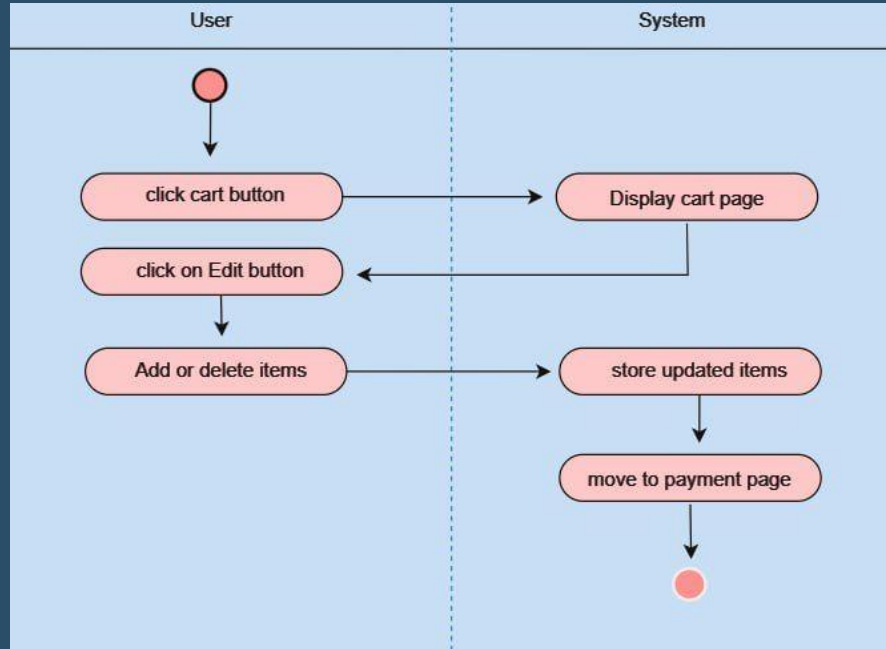 User
System
click cart button
Display cart page
click on Edit button
Add or delete items
store updated items
move to payment page